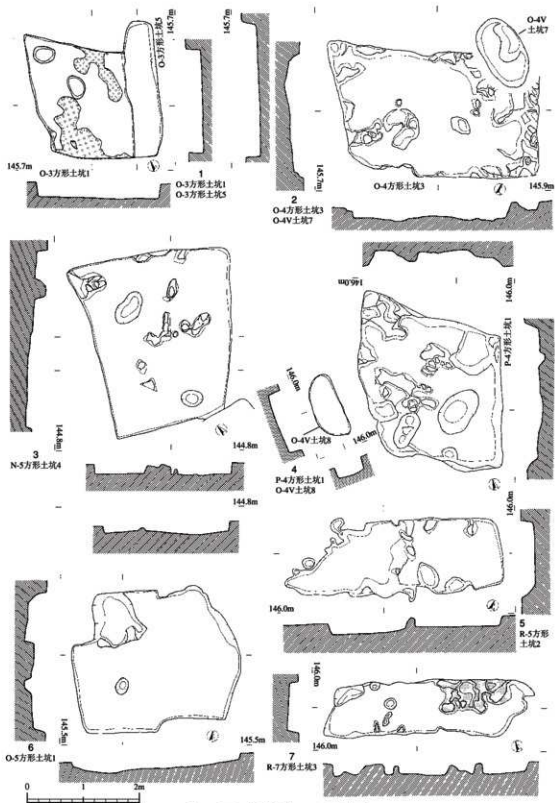 145.7m
O-3方形土坑5
145.7m
O-4V
土坑7
145.7m
O-3方形土坑1
1
O-3方形土坑1
O-3方形土坑5
145.7m
O-4方形土坑3
145.9m
2
O-4方形土坑3
O-4V土坑7
146.0m
146.0m
P-4方形土坑1
144.8m
3
N-5方形土坑4
144.8m
144.8m
146.0m
O-4V土坑8
146.0m
4
P-4方形土坑1
O-4V土坑8
146.0m
146.0m
5
R-5方形
土坑2
6
O-5方形土坑1
145.5m
145.5m
146.0m
146.0m
7
R-7方形土坑3
0 1 2m